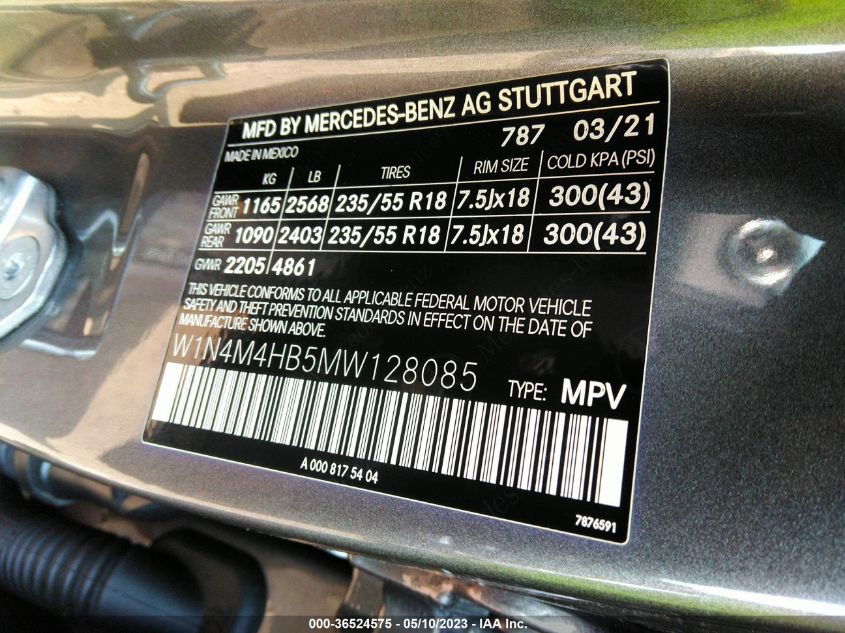 MFD BY MERCEDES-BENZ AG STUTTGART
787 03/21
MADE IN MEXICO
KG LB TIRES RIM SIZE COLD KPA (PSI)
GAWR FRONT 1165 2568 235/55 R18 7.5Jx18 300(43)
GAWR REAR 1090 2403 235/55 R18 7.5Jx18 300(43)
GVWR 2205 4861
THIS VEHICLE CONFORMS TO ALL APPLICABLE FEDERAL MOTOR VEHICLE
SAFETY AND THEFT PREVENTION STANDARDS IN EFFECT ON THE DATE OF
MANUFACTURE SHOWN ABOVE.
W1N4M4HB5MW128085 TYPE: MPV
A 000 817 54 04
7876591
000-36524575 - 05/10/2023 - IAA Inc.